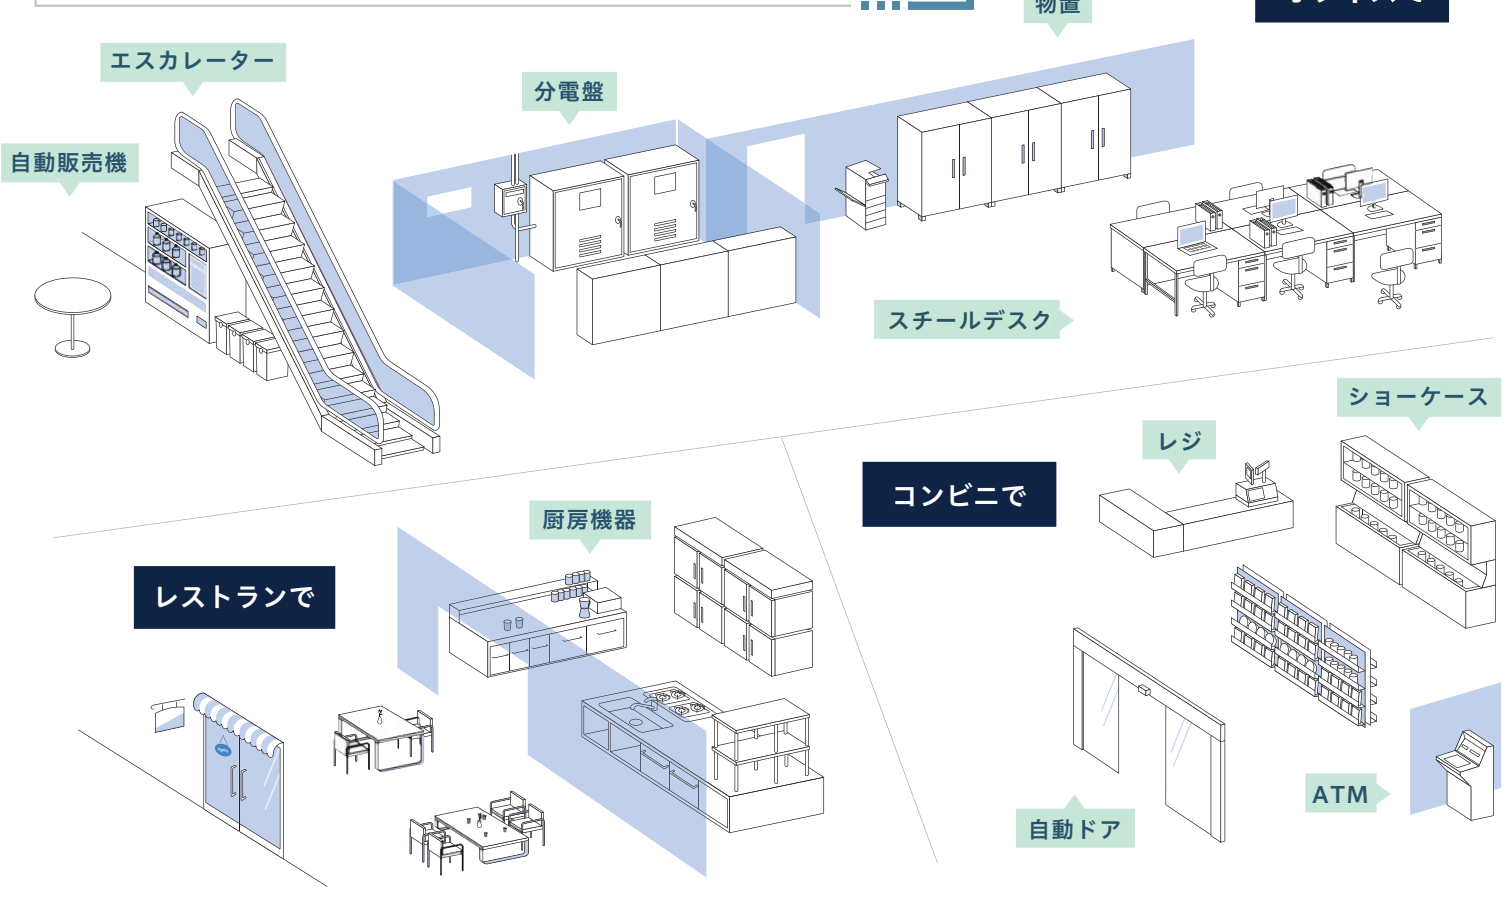 物置
エスカレーター
分電盤
自動販売機
スチールデスク
ショーケース
レジ
コンビニで
厨房機器
レストランで
ATM
自動ドア